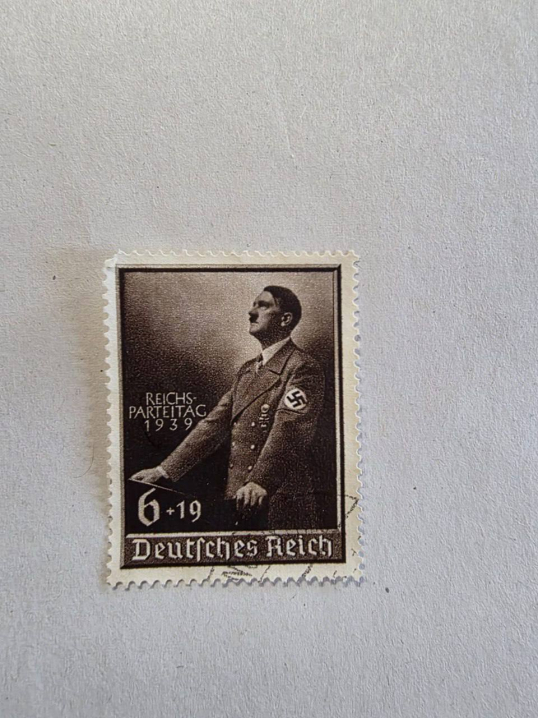 REICHS-
PARTEITAG
1939
6+19
Deutſches Reich